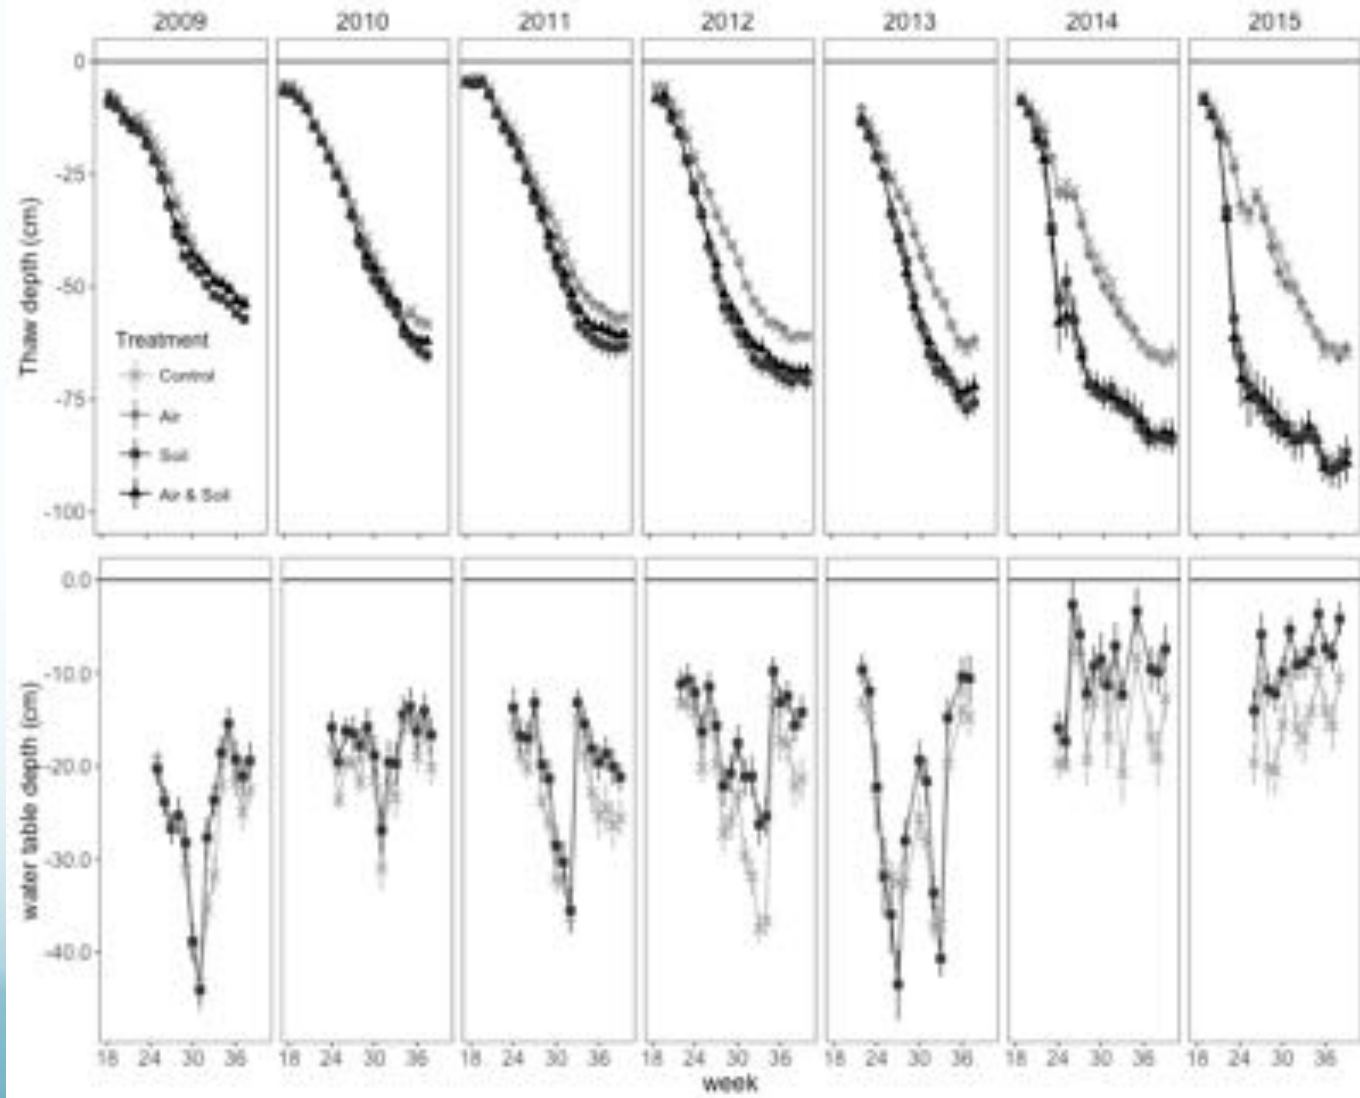 2009 2010 2011 2012 2013 2014 2015
0
-25
-50
-75
-100
Thaw depth (cm)
Treatment
Control
Air
Soil
Air & Soil
0.0
-10.0
-20.0
-30.0
-40.0
water table depth (cm)
18 24 30 36 18 24 30 36 18 24 30 36 18 24 30 36 18 24 30 36 18 24 30 36 18 24 30 36
week